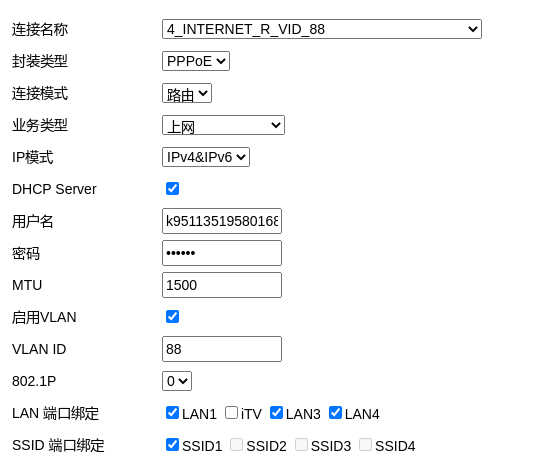 连接名称 4_INTERNET_R_VID_88
封装类型 PPPoE
连接模式 路由
业务类型 上网
IP模式 IPv4&IPv6
DHCP Server
用户名 k9511351958016
密码 ••••••
MTU 1500
启用VLAN
VLAN ID 88
802.1P 0
LAN 端口绑定 LAN1 iTV LAN3 LAN4
SSID 端口绑定 SSID1 SSID2 SSID3 SSID4